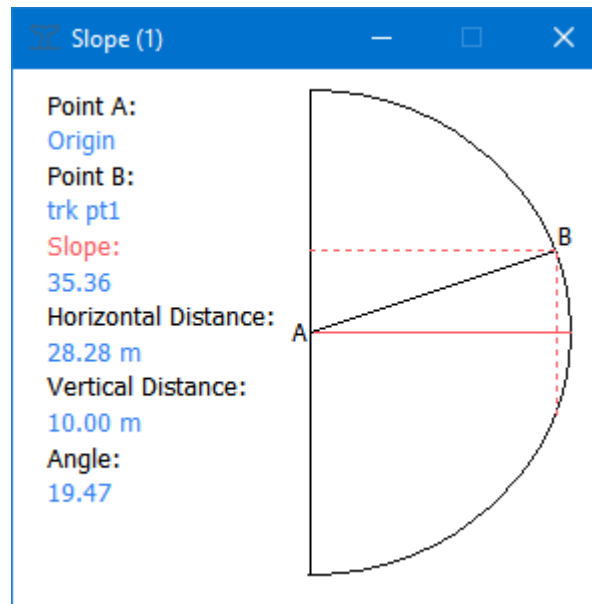 Slope (1)
Point A:
Origin
Point B:
trk pt1
Slope:
35.36
Horizontal Distance:
28.28 m
Vertical Distance:
10.00 m
Angle:
19.47
B
A